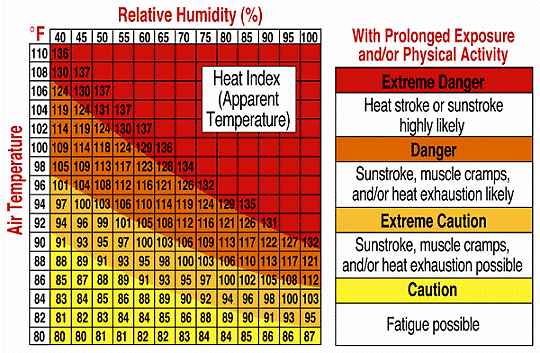 Relative Humidity (%)
°F 40 45 50 55 60 65 70 75 80 85 90 95 100
110 136
108 130 137
106 124 130 137
104 119 124 131 137
102 114 119 124 130 137
100 109 114 118 124 129 136
98 105 109 113 117 123 128 134
96 101 104 108 112 116 121 126 132
94 97 100 103 106 110 114 119 124 129 135
92 94 96 99 101 105 108 112 116 121 126 131
90 91 93 95 97 100 103 106 109 113 117 122 127 132
88 88 89 91 93 95 98 100 103 106 110 113 117 121
86 85 87 88 89 91 93 95 97 100 102 105 108 112
84 83 84 85 86 88 89 90 92 94 96 98 100 103
82 81 82 83 84 84 85 86 88 89 90 91 93 95
80 80 80 81 81 82 82 83 84 84 85 86 86 87
Air Temperature
Heat Index
(Apparent
Temperature)
With Prolonged Exposure
and/or Physical Activity
Extreme Danger
Heat stroke or sunstroke
highly likely
Danger
Sunstroke, muscle cramps,
and/or heat exhaustion likely
Extreme Caution
Sunstroke, muscle cramps,
and/or heat exhaustion possible
Caution
Fatigue possible